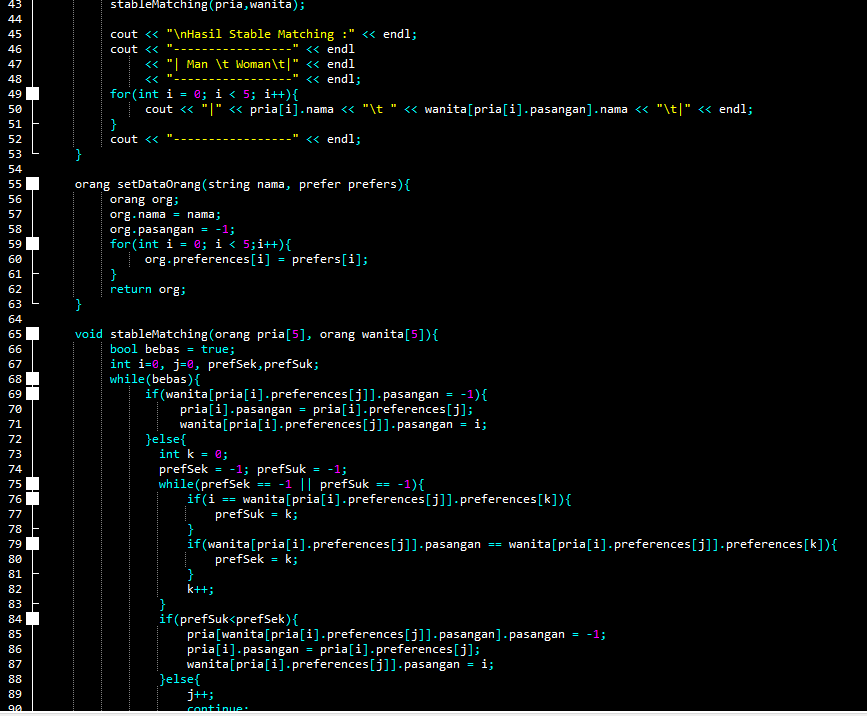 43 stableMatching(pria,wanita);
44
45 cout << "\nHasil Stable Matching :" << endl;
46 cout << "-----------------" << endl
47 << "| Man \t Woman\t|" << endl
48 << "-----------------" << endl;
49 for(int i = 0; i < 5; i++){
50 cout << "|" << pria[i].nama << "\t " << wanita[pria[i].pasangan].nama << "\t|" << endl;
51 }
52 cout << "-----------------" << endl;
53 }
54
55 orang setDataOrang(string nama, prefer prefers){
56 orang org;
57 org.nama = nama;
58 org.pasangan = -1;
59 for(int i = 0; i < 5;i++){
60 org.preferences[i] = prefers[i];
61 }
62 return org;
63 }
64
65 void stableMatching(orang pria[5], orang wanita[5]){
66 bool bebas = true;
67 int i=0, j=0, prefSek,prefSuk;
68 while(bebas){
69 if(wanita[pria[i].preferences[j]].pasangan = -1){
70 pria[i].pasangan = pria[i].preferences[j];
71 wanita[pria[i].preferences[j]].pasangan = i;
72 }else{
73 int k = 0;
74 prefSek = -1; prefSuk = -1;
75 while(prefSek == -1 || prefSuk == -1){
76 if(i == wanita[pria[i].preferences[j]].preferences[k]){
77 prefSuk = k;
78 }
79 if(wanita[pria[i].preferences[j]].pasangan == wanita[pria[i].preferences[j]].preferences[k]){
80 prefSek = k;
81 }
82 k++;
83 }
84 if(prefSuk<prefSek){
85 pria[wanita[pria[i].preferences[j]].pasangan].pasangan = -1;
86 pria[i].pasangan = pria[i].preferences[j];
87 wanita[pria[i].preferences[j]].pasangan = i;
88 }else{
89 j++;
90 continue;